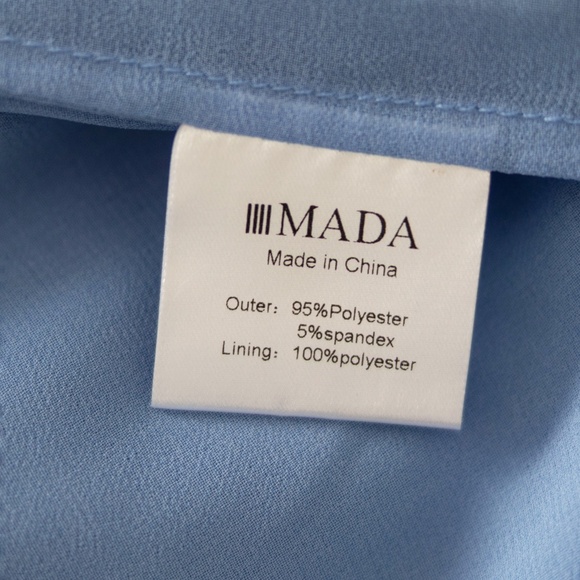 MADA
Made in China
Outer: 95%Polyester
5%spandex
Lining: 100%polyester